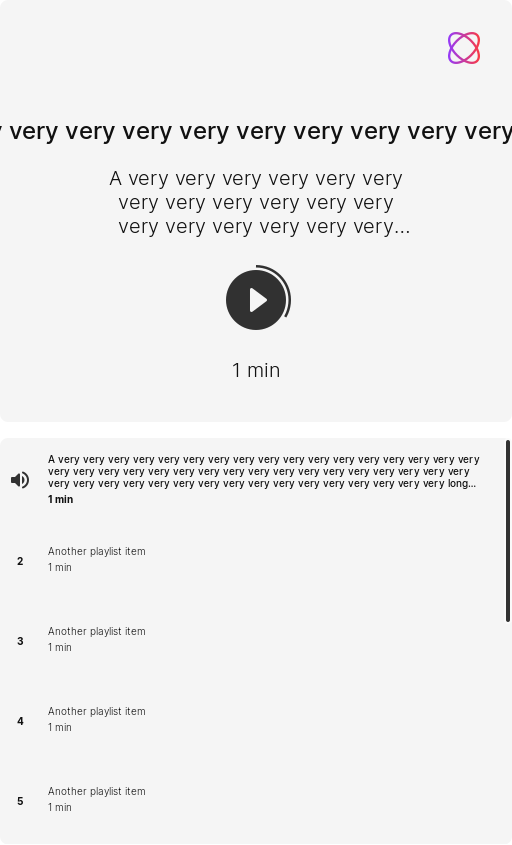 very very very very very very very very very
A very very very very very very
very very very very very very
very very very very very very...
1 min
A very very very very very very very very very very very very very very very very very
very very very very very very very very very very very very very very very very very
very very very very very very very very very very very very very very very very long...
1 min
2
Another playlist item
1 min
3
Another playlist item
1 min
4
Another playlist item
1 min
5
Another playlist item
1 min